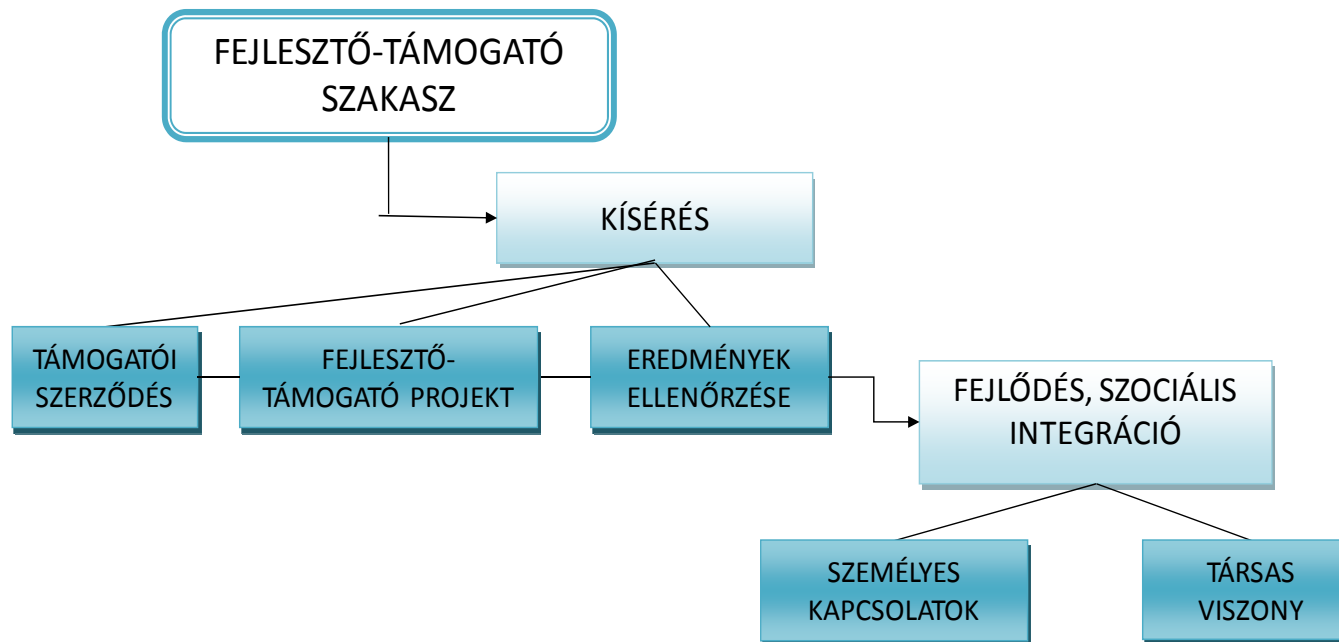 FEJLESZTŐ-TÁMOGATÓ
SZAKASZ
KÍSÉRÉS
TÁMOGATÓI
SZERZŐDÉS
FEJLESZTŐ-
TÁMOGATÓ PROJEKT
EREDMÉNYEK
ELLENŐRZÉSE
FEJLŐDÉS, SZOCIÁLIS
INTEGRÁCIÓ
SZEMÉLYES
KAPCSOLATOK
TÁRSAS
VISZONY